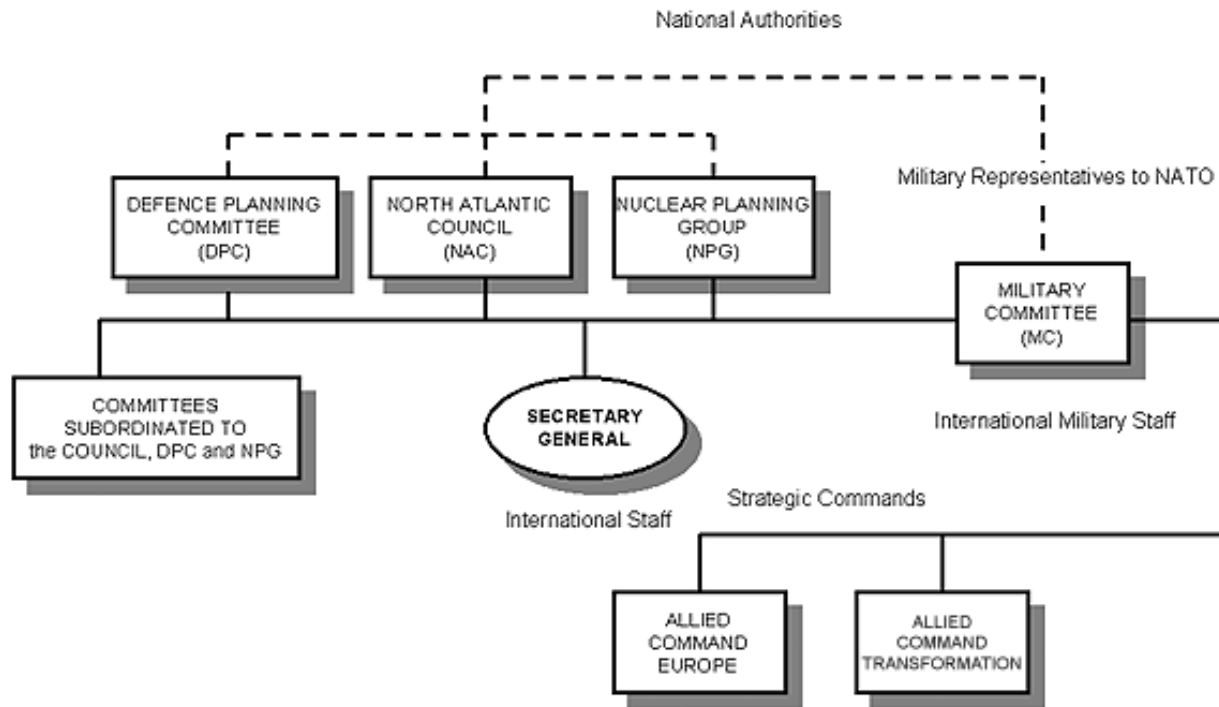 National Authorities
Military Representatives to NATO
DEFENCE PLANNING
COMMITTEE
(DPC)
NORTH ATLANTIC
COUNCIL
(NAC)
NUCLEAR PLANNING
GROUP
(NPG)
MILITARY
COMMITTEE
(MC)
COMMITTEES
SUBORDINATED TO
the COUNCIL, DPC and NPG
SECRETARY
GENERAL
International Military Staff
International Staff
Strategic Commands
ALLIED
COMMAND
EUROPE
ALLIED
COMMAND
TRANSFORMATION